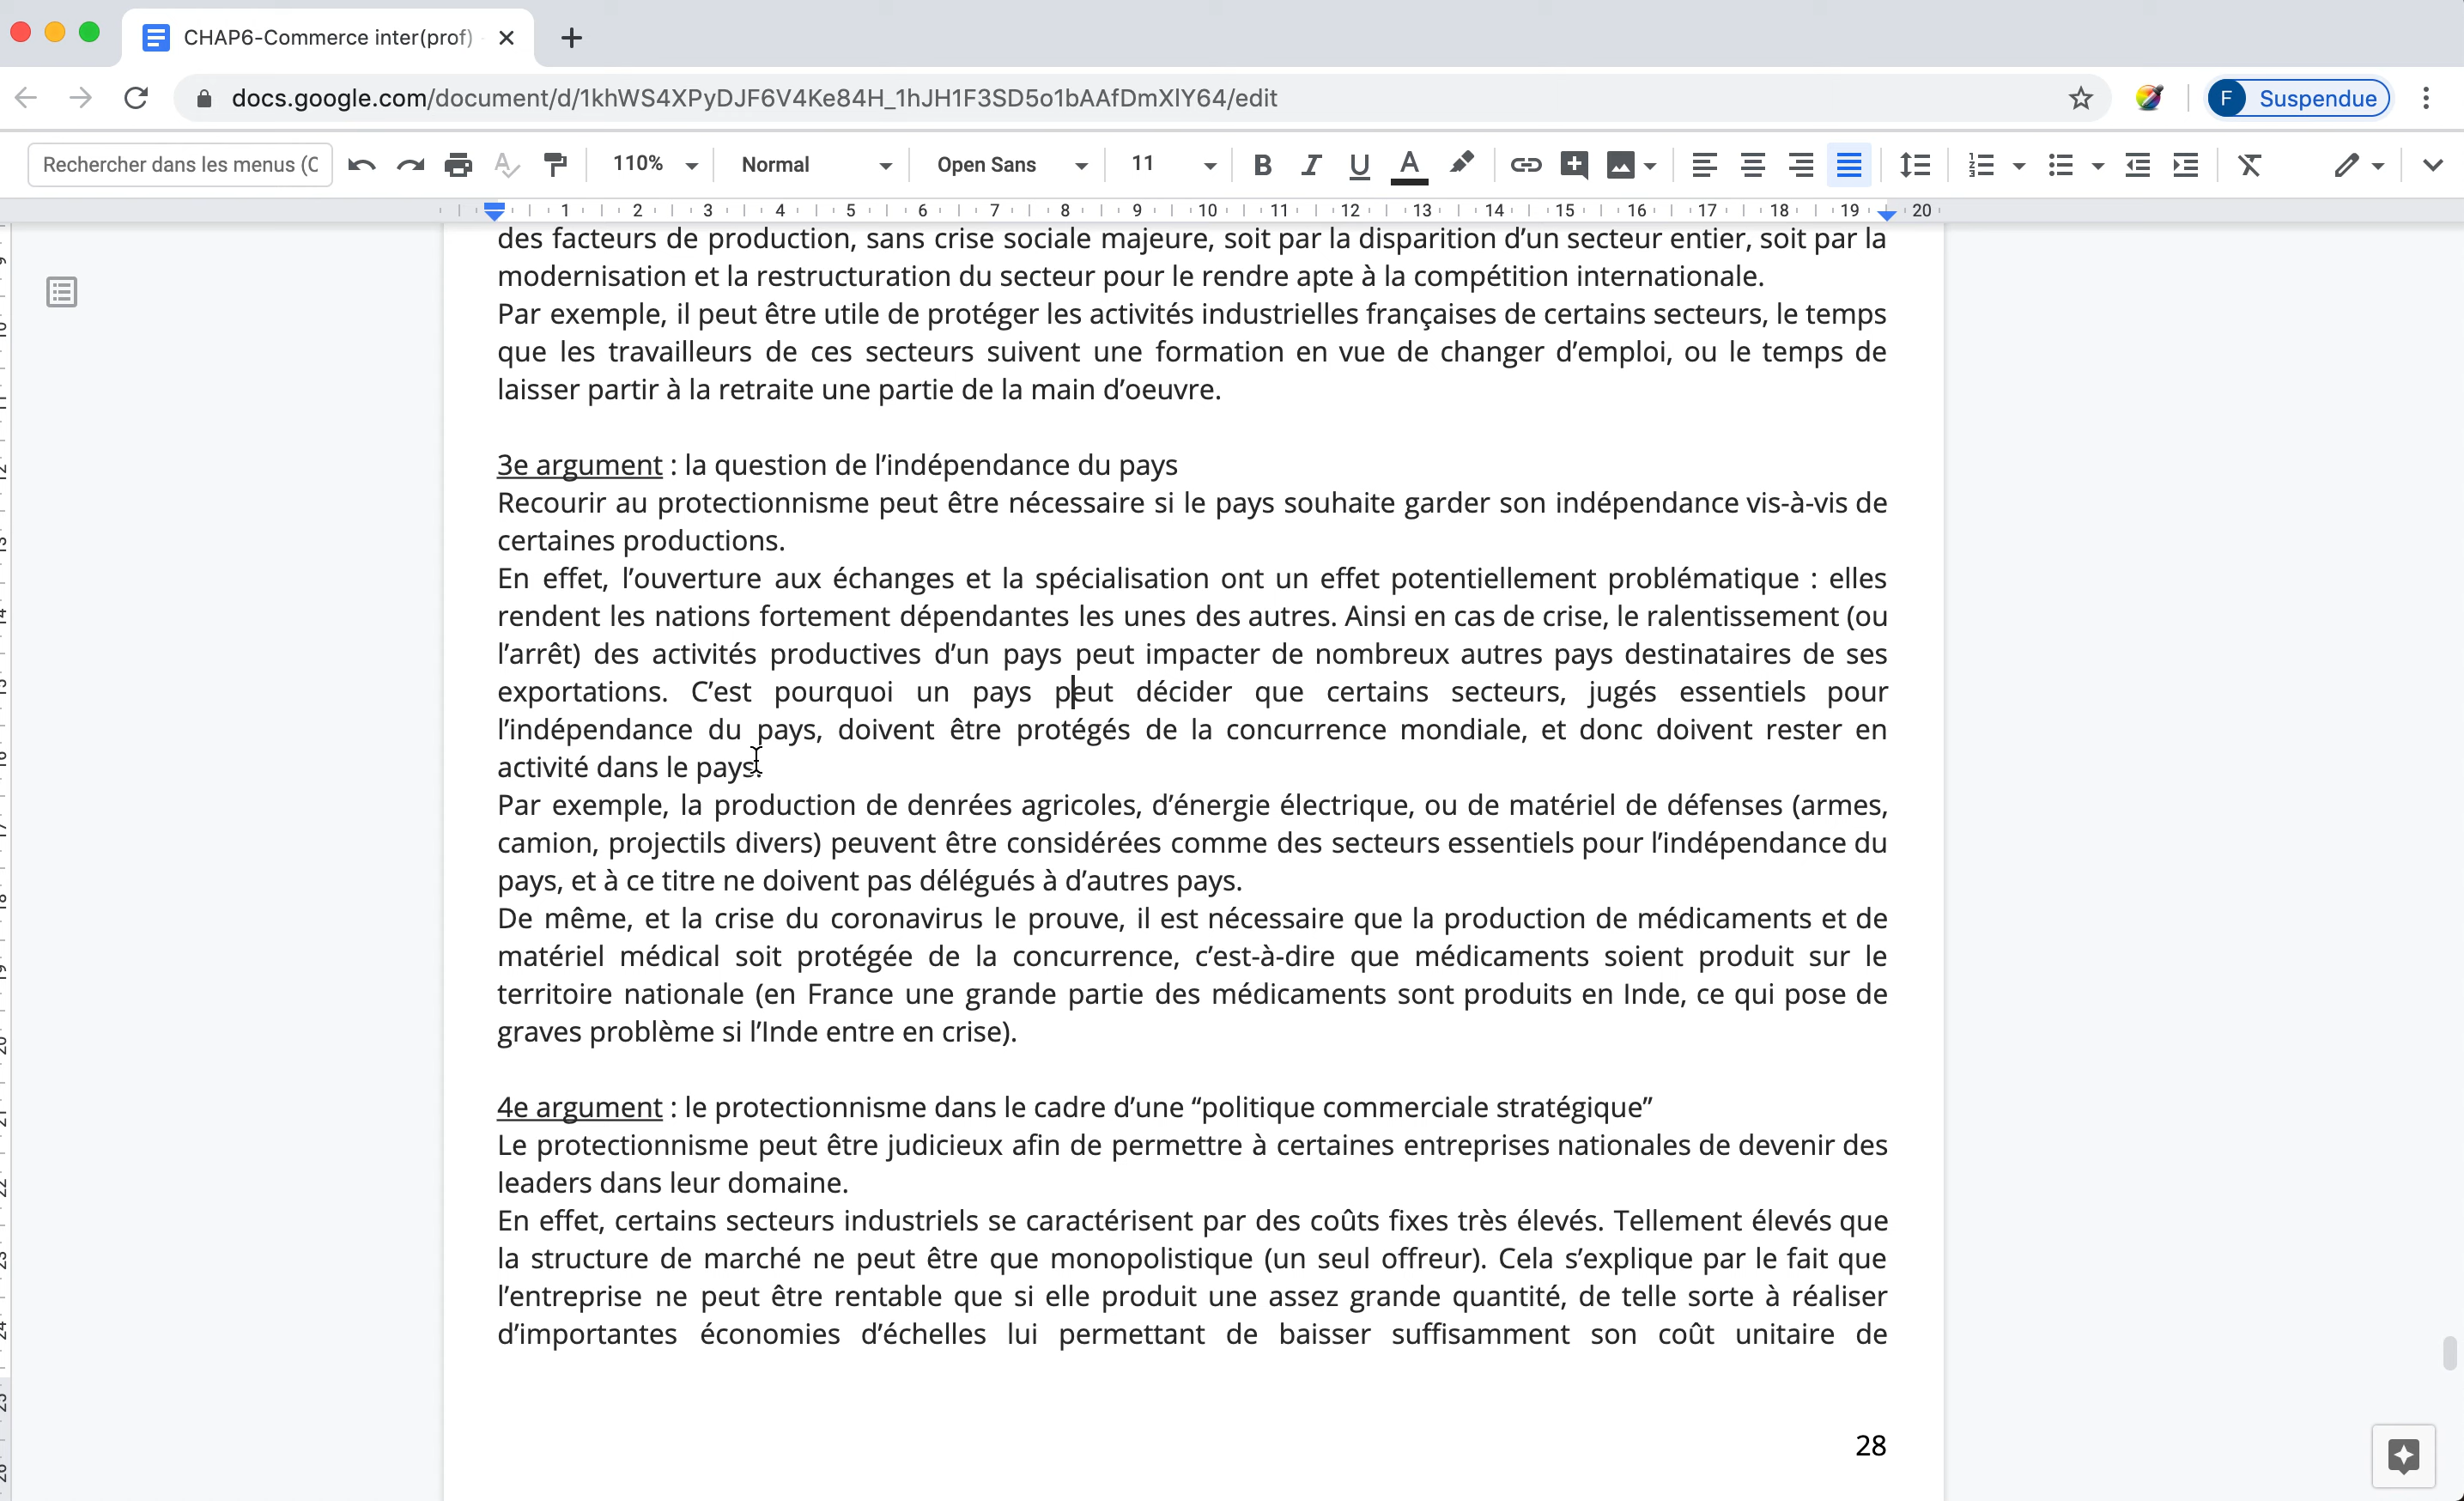 CHAP6-Commerce inter(prof)
docs.google.com/document/d/1khWS4XPyDJF6V4Ke84H_1hJH1F3SD5o1bAAfDmXlY64/edit
F Suspendue
Rechercher dans les menus (C
110% Normal Open Sans 11 B I U A
1 2 3 4 5 6 7 8 9 10 11 12 13 14 15 16 17 18 19 20
des facteurs de production, sans crise sociale majeure, soit par la disparition d’un secteur entier, soit par la
modernisation et la restructuration du secteur pour le rendre apte à la compétition internationale.
Par exemple, il peut être utile de protéger les activités industrielles françaises de certains secteurs, le temps
que les travailleurs de ces secteurs suivent une formation en vue de changer d’emploi, ou le temps de
laisser partir à la retraite une partie de la main d’oeuvre.
3e argument : la question de l’indépendance du pays
Recourir au protectionnisme peut être nécessaire si le pays souhaite garder son indépendance vis-à-vis de
certaines productions.
En effet, l’ouverture aux échanges et la spécialisation ont un effet potentiellement problématique : elles
rendent les nations fortement dépendantes les unes des autres. Ainsi en cas de crise, le ralentissement (ou
l’arrêt) des activités productives d’un pays peut impacter de nombreux autres pays destinataires de ses
exportations. C’est pourquoi un pays peut décider que certains secteurs, jugés essentiels pour
l’indépendance du pays, doivent être protégés de la concurrence mondiale, et donc doivent rester en
activité dans le pays.
Par exemple, la production de denrées agricoles, d’énergie électrique, ou de matériel de défenses (armes,
camion, projectils divers) peuvent être considérées comme des secteurs essentiels pour l’indépendance du
pays, et à ce titre ne doivent pas délégués à d’autres pays.
De même, et la crise du coronavirus le prouve, il est nécessaire que la production de médicaments et de
matériel médical soit protégée de la concurrence, c’est-à-dire que médicaments soient produit sur le
territoire nationale (en France une grande partie des médicaments sont produits en Inde, ce qui pose de
graves problème si l’Inde entre en crise).
4e argument : le protectionnisme dans le cadre d’une “politique commerciale stratégique”
Le protectionnisme peut être judicieux afin de permettre à certaines entreprises nationales de devenir des
leaders dans leur domaine.
En effet, certains secteurs industriels se caractérisent par des coûts fixes très élevés. Tellement élevés que
la structure de marché ne peut être que monopolistique (un seul offreur). Cela s’explique par le fait que
l’entreprise ne peut être rentable que si elle produit une assez grande quantité, de telle sorte à réaliser
d’importantes économies d’échelles lui permettant de baisser suffisamment son coût unitaire de
28